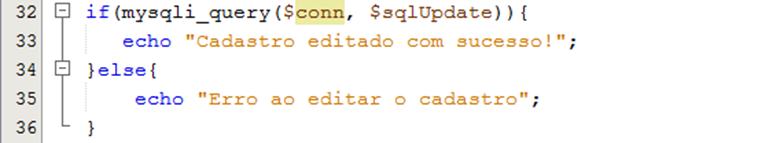 32 if(mysqli_query($conn, $sqlUpdate)){
33 echo "Cadastro editado com sucesso!";
34 }else{
35 echo "Erro ao editar o cadastro";
36 }